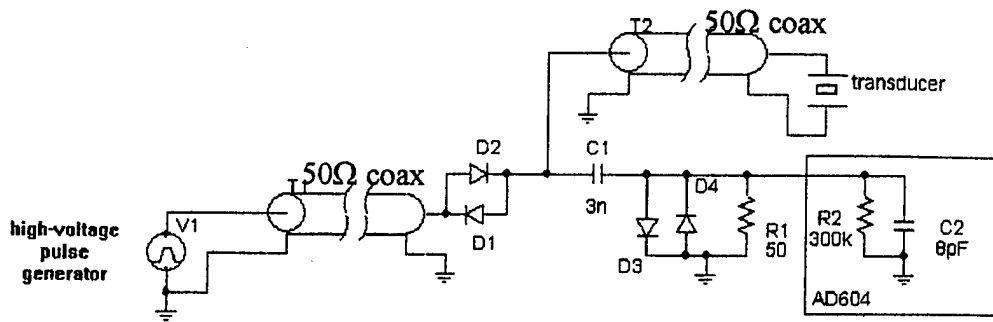 T2
50Ω coax
transducer
D2
C1
50Ω coax
T
D4
V1
3n
high-voltage
pulse
generator
D1
R1
50
R2
300k
C2
8pF
D3
AD604